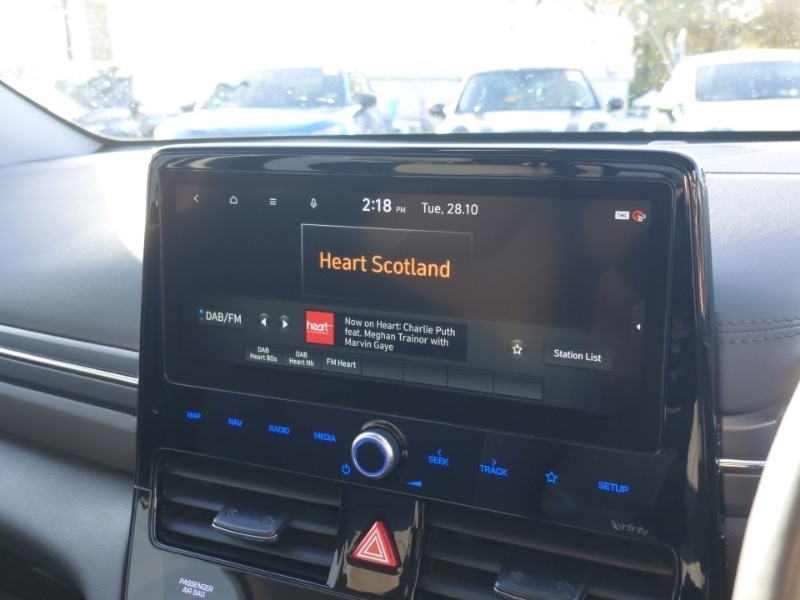 2:18 PM Tue, 28.10
TMC
Heart Scotland
DAB/FM
heart
Now on Heart: Charlie Puth
feat. Meghan Trainor with
Marvin Gaye
Station List
DAB
Heart 80s
DAB
Heart Nh
FM Heart
MAP
NAV
RADIO
MEDIA
SEEK
TRACK
SETUP
infinity
PASSENGER
AIR BAG